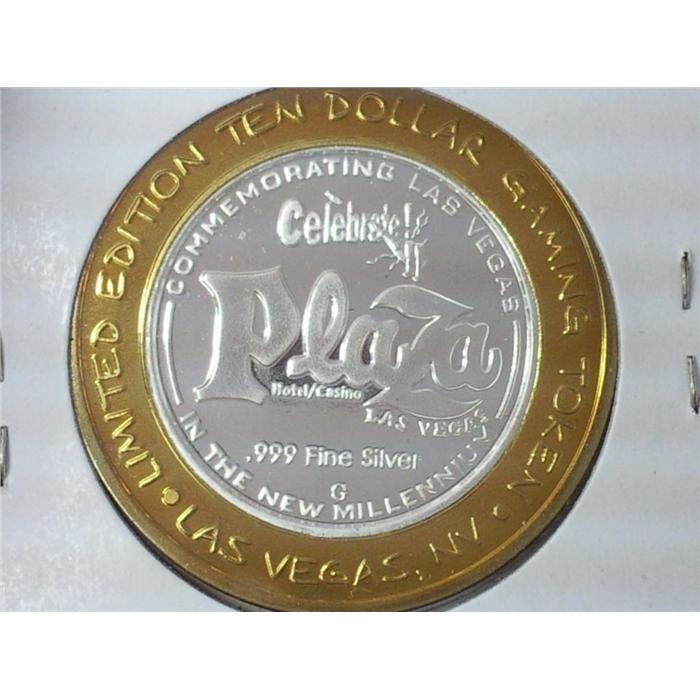 LIMITED EDITION TEN DOLLAR GAMING TOKEN
• LAS VEGAS, NV •
COMMEMORATING LAS VEGAS
Celebrate!
Plaza
Hotel/Casino
LAS VEGAS
.999 Fine Silver
G
IN THE NEW MILLENNIUM